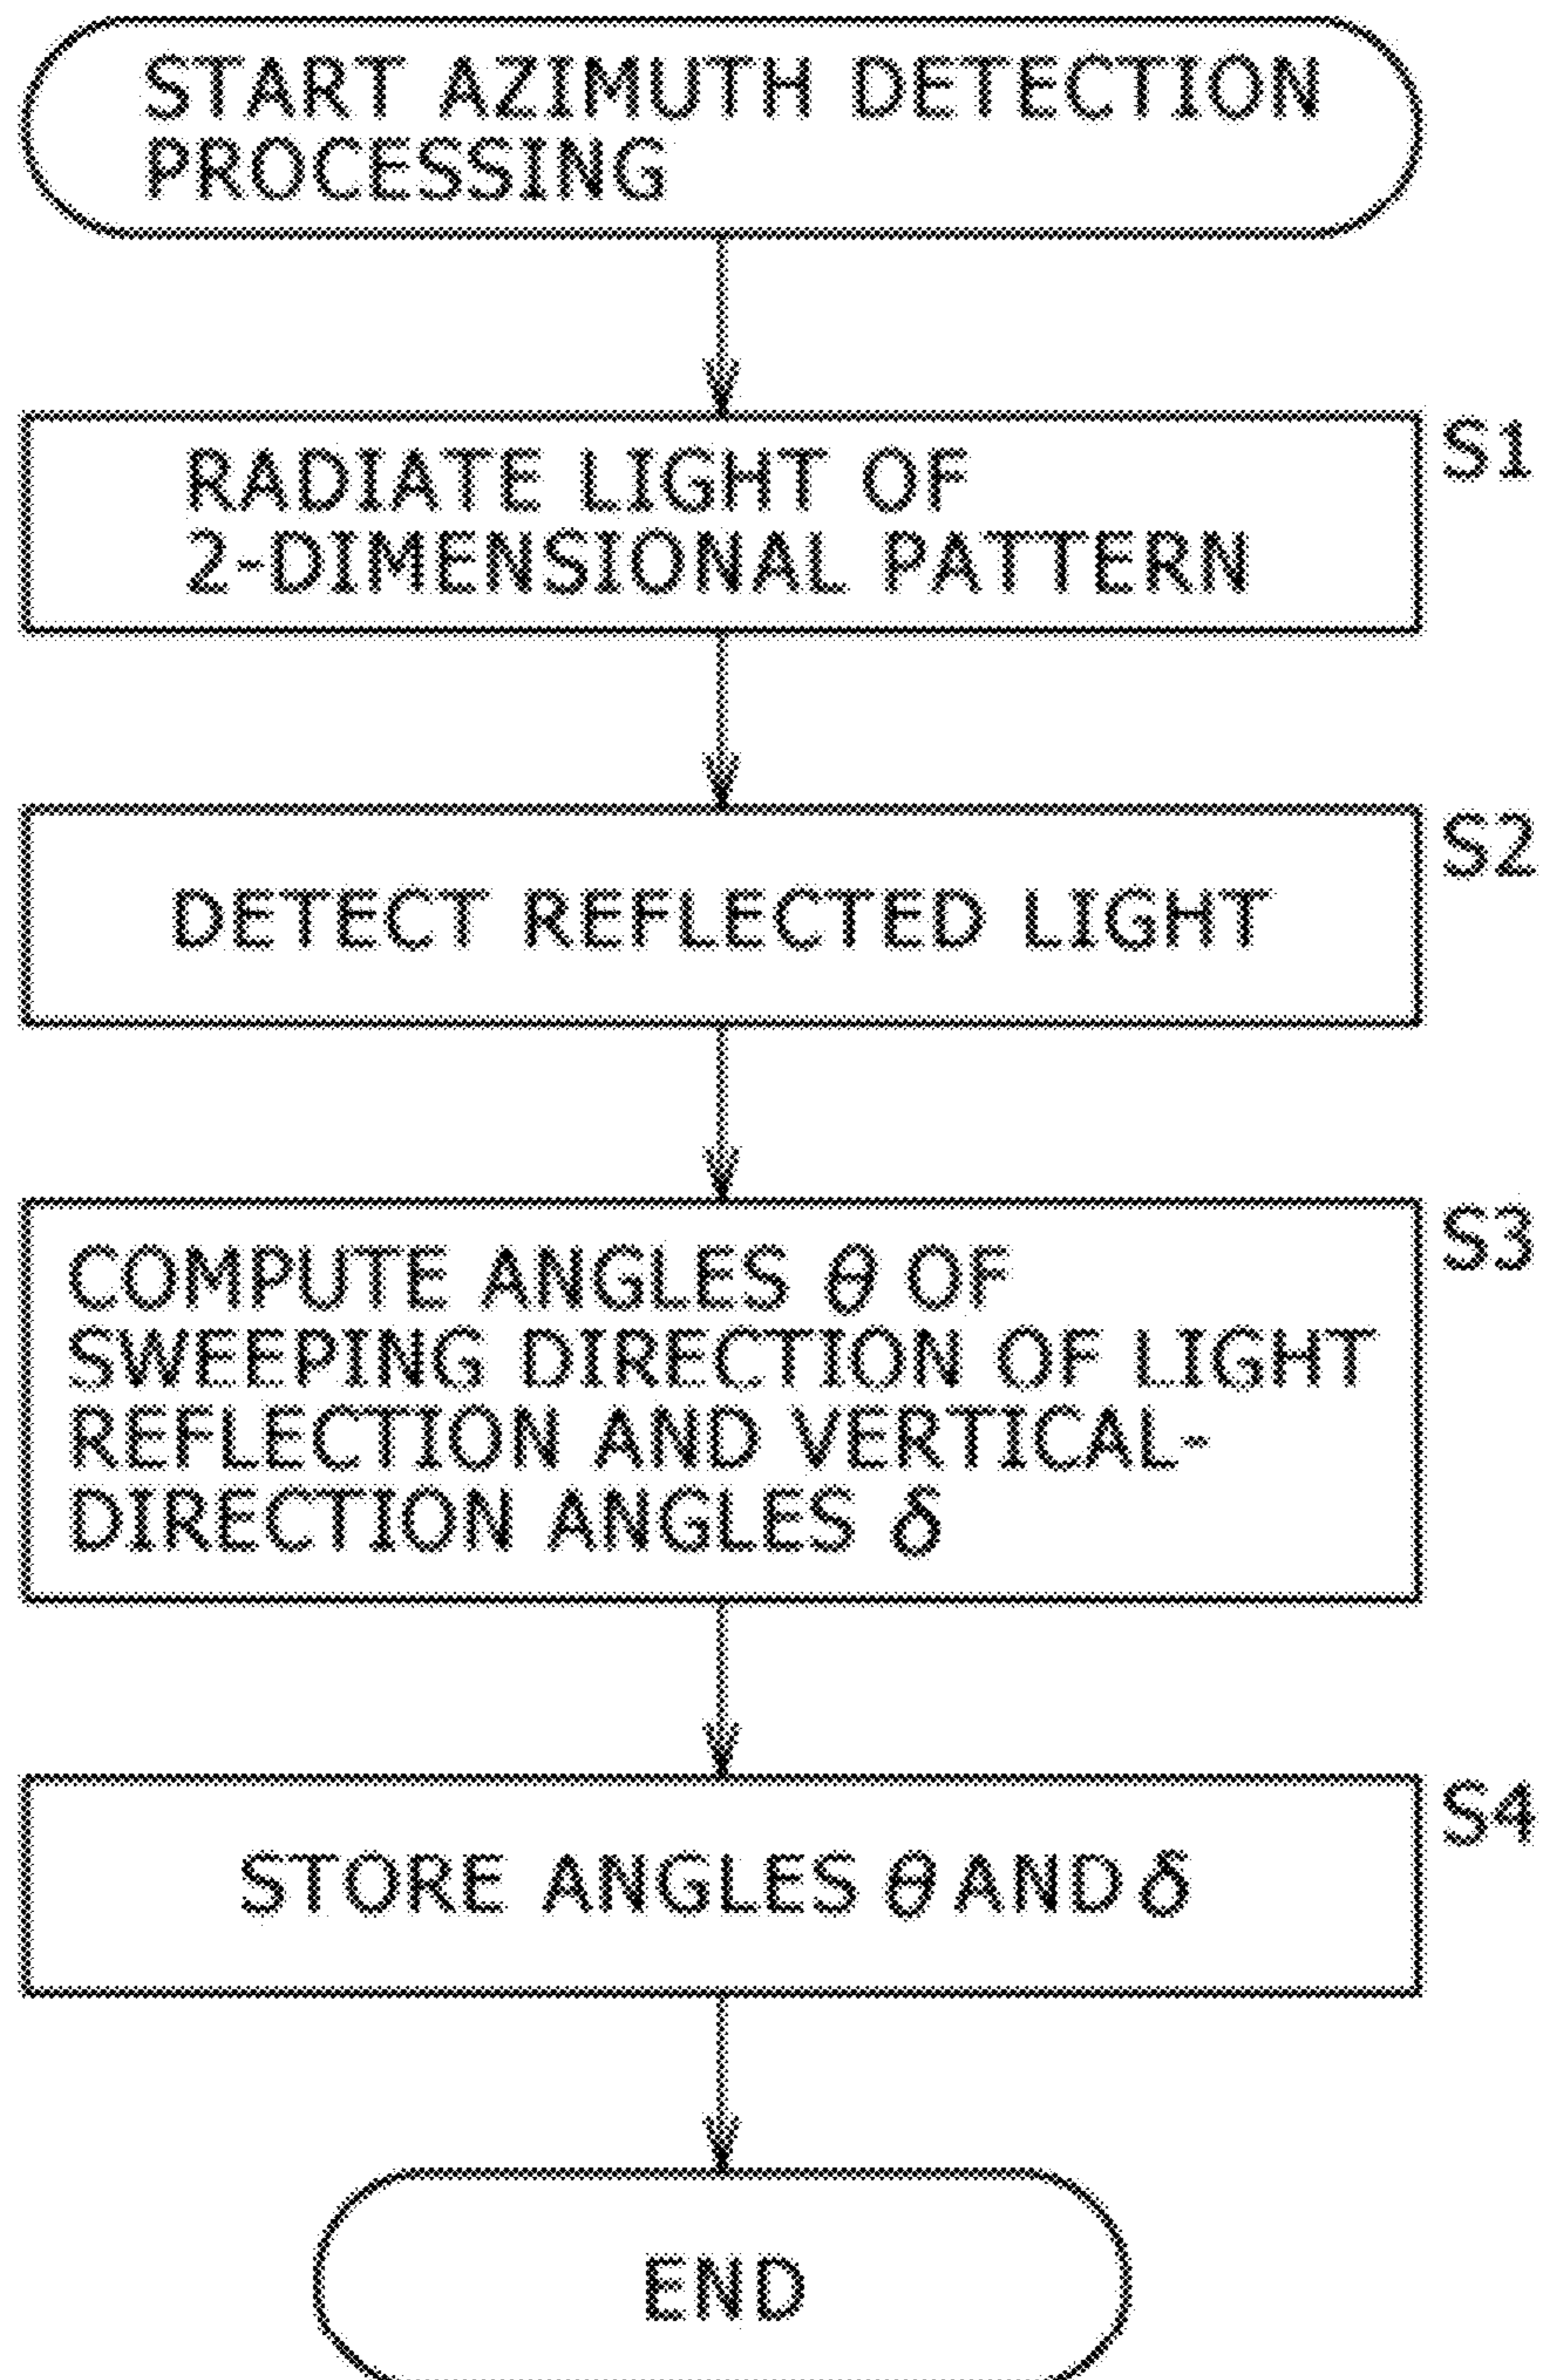 START AZIMUTH DETECTION
PROCESSING
RADIATE LIGHT OF
2-DIMENSIONAL PATTERN
S1
DETECT REFLECTED LIGHT
S2
COMPUTE ANGLES θ OF
SWEEPING DIRECTION OF LIGHT
REFLECTION AND VERTICAL-
DIRECTION ANGLES δ
S3
STORE ANGLES θ AND δ
S4
END